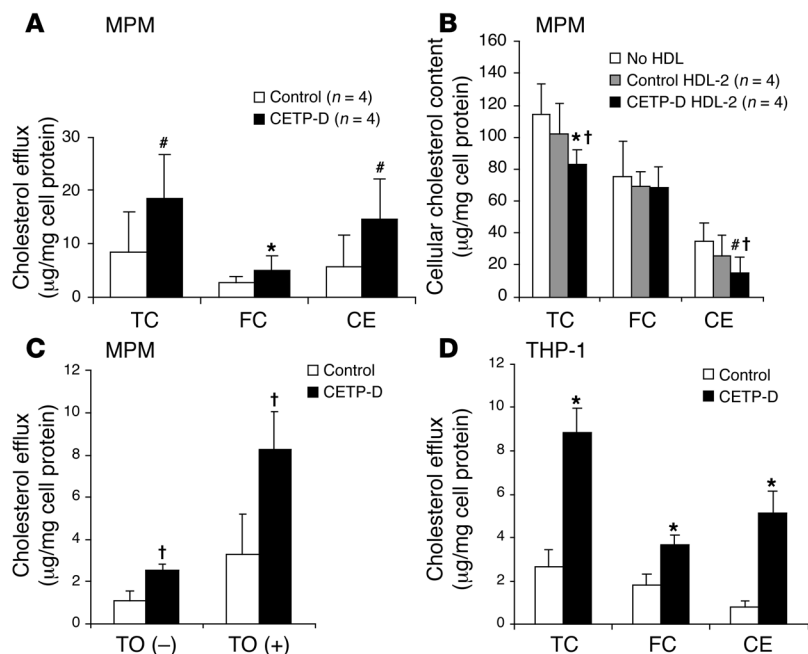 A MPM
Control (n = 4)
CETP-D (n = 4)
Cholesterol efflux
(µg/mg cell protein)
30
20
10
0
#
*
#
TC FC CE
B MPM
No HDL
Control HDL-2 (n = 4)
CETP-D HDL-2 (n = 4)
Cellular cholesterol content
(µg/mg cell protein)
160
140
120
100
80
60
40
20
0
*†
#†
TC FC CE
C MPM
Control
CETP-D
Cholesterol efflux
(µg/mg cell protein)
12
10
8
6
4
2
0
†
†
TO (–) TO (+)
D THP-1
Control
CETP-D
Cholesterol efflux
(µg/mg cell protein)
12
10
8
6
4
2
0
*
*
*
TC FC CE